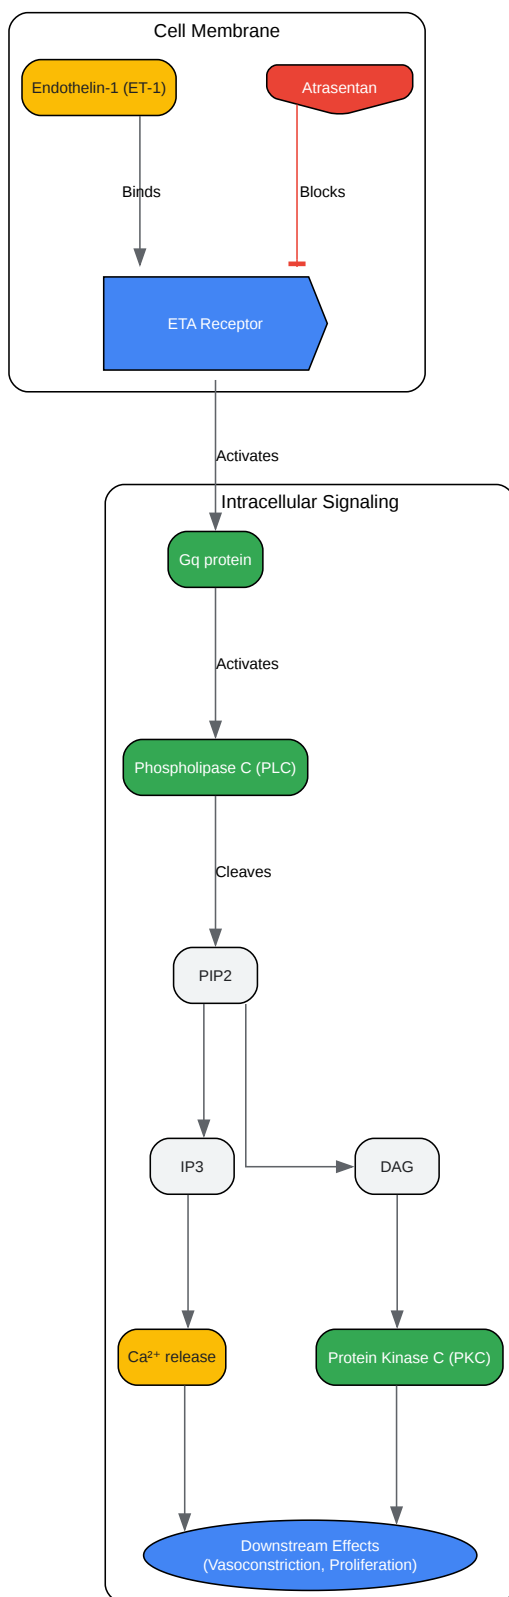 Cell Membrane
Endothelin-1 (ET-1)
Atrasentan
Binds
Blocks
ETA Receptor
Activates
Intracellular Signaling
Gq protein
Activates
Phospholipase C (PLC)
Cleaves
PIP2
IP3
DAG
Ca²⁺ release
Protein Kinase C (PKC)
Downstream Effects
(Vasoconstriction, Proliferation)